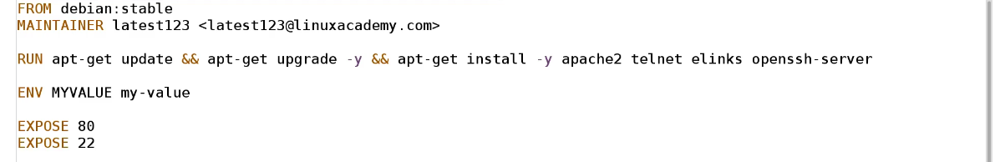 FROM debian:stable
MAINTAINER latest123 <latest123@linuxacademy.com>
RUN apt-get update && apt-get upgrade -y && apt-get install -y apache2 telnet elinks openssh-server
ENV MYVALUE my-value
EXPOSE 80
EXPOSE 22